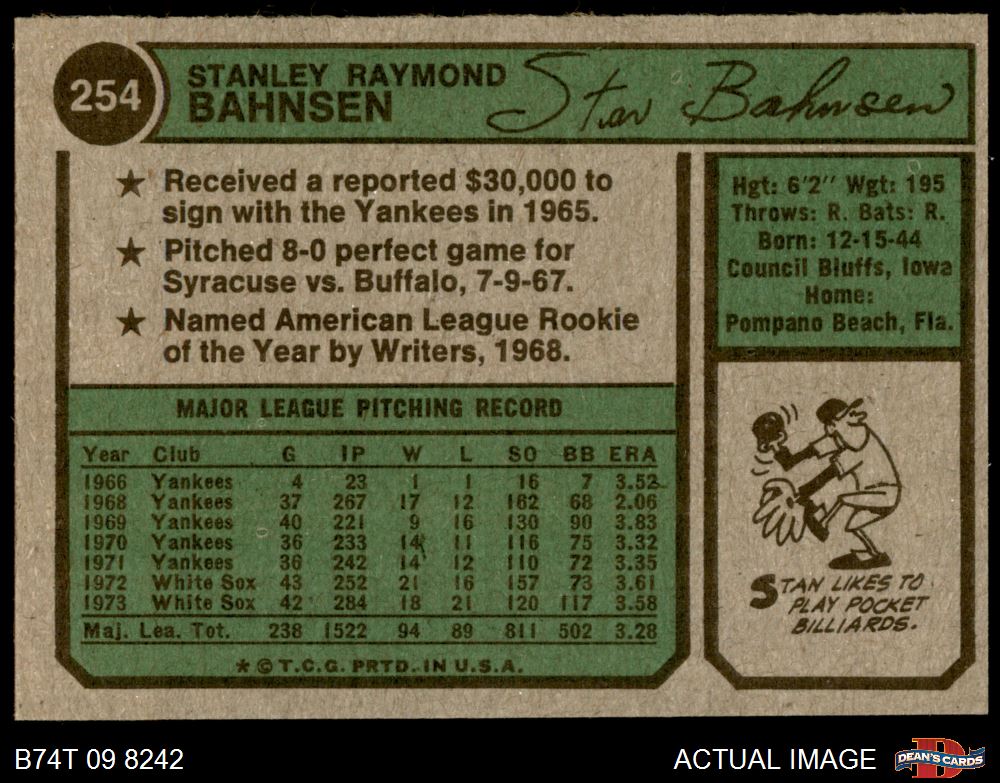 254
STANLEY RAYMOND
BAHNSEN
Stan Bahnsen
★ Received a reported $30,000 to
sign with the Yankees in 1965.
★ Pitched 8-0 perfect game for
Syracuse vs. Buffalo, 7-9-67.
★ Named American League Rookie
of the Year by Writers, 1968.
Hgt: 6'2" Wgt: 195
Throws: R. Bats: R.
Born: 12-15-44
Council Bluffs, Iowa
Home:
Pompano Beach, Fla.
MAJOR LEAGUE PITCHING RECORD
Year Club G IP W L SO BB ERA
1966 Yankees 4 23 1 1 16 7 3.52
1968 Yankees 37 267 17 12 162 68 2.06
1969 Yankees 40 221 9 16 130 90 3.83
1970 Yankees 36 233 14 11 116 75 3.32
1971 Yankees 36 242 14 12 110 72 3.35
1972 White Sox 43 252 21 16 157 73 3.61
1973 White Sox 42 284 18 21 120 117 3.58
Maj. Lea. Tot. 238 1522 94 89 811 502 3.28
★ © T.C.G. PRTD. IN U.S.A.
STAN LIKES TO
PLAY POCKET
BILLIARDS.
B74T 09 8242
ACTUAL IMAGE
DEAN'S CARDS